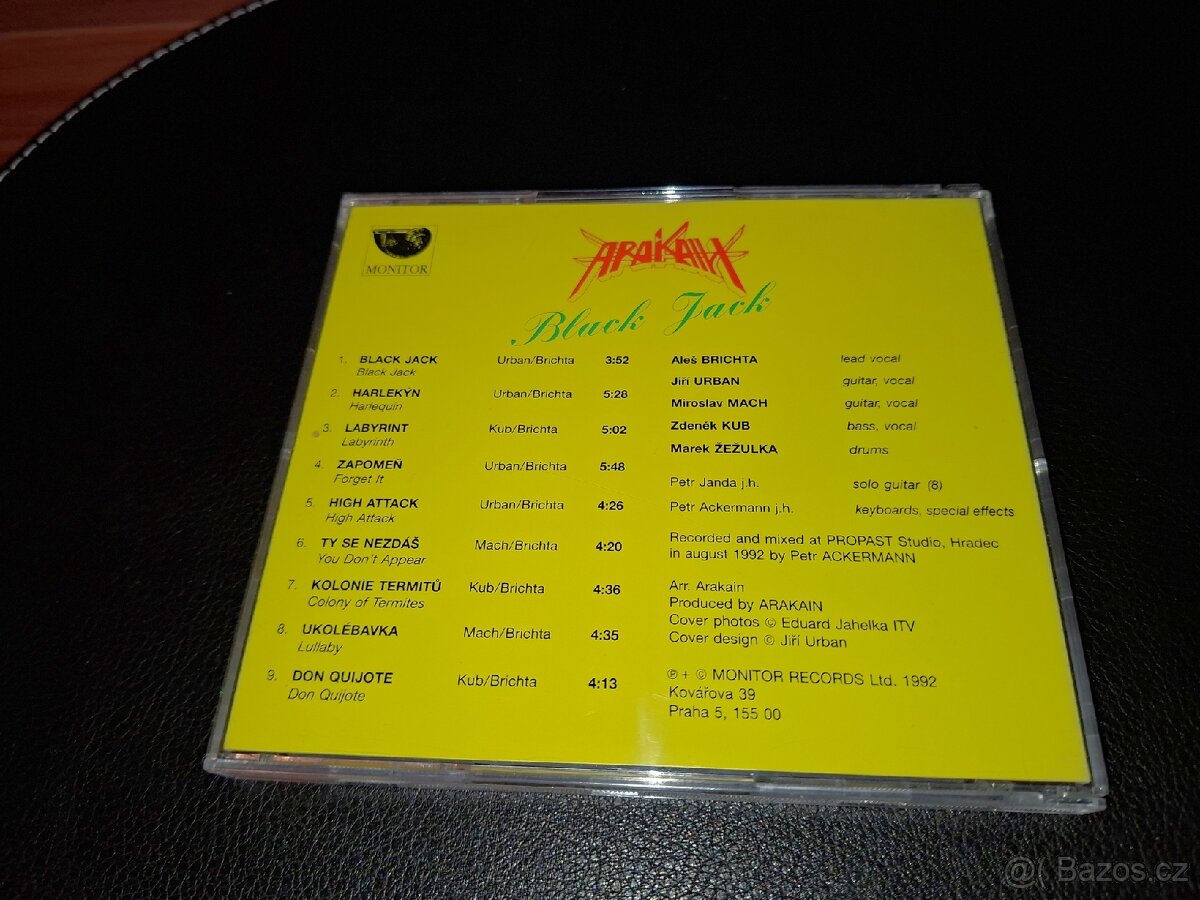 MONITOR
ARAKAIN
Black Jack
1. BLACK JACK Urban/Brichta 3:52
Black Jack
2. HARLEKÝN Urban/Brichta 5:28
Harlequin
3. LABYRINT Kub/Brichta 5:02
Labyrinth
4. ZAPOMEŇ Urban/Brichta 5:48
Forget It
5. HIGH ATTACK Urban/Brichta 4:26
High Attack
6. TY SE NEZDÁŠ Mach/Brichta 4:20
You Don't Appear
7. KOLONIE TERMITŮ Kub/Brichta 4:36
Colony of Termites
8. UKOLÉBAVKA Mach/Brichta 4:35
Lullaby
9. DON QUIJOTE Kub/Brichta 4:13
Don Quijote
Aleš BRICHTA lead vocal
Jiří URBAN guitar, vocal
Miroslav MACH guitar, vocal
Zdeněk KUB bass, vocal
Marek ŽEŽULKA drums
Petr Janda j.h. solo guitar (8)
Petr Ackermann j.h. keyboards, special effects
Recorded and mixed at PROPAST Studio, Hradec
in august 1992 by Petr ACKERMANN
Arr. Arakain
Produced by ARAKAIN
Cover photos © Eduard Jahelka ITV
Cover design © Jiří Urban
℗ + © MONITOR RECORDS Ltd. 1992
Kovářova 39
Praha 5, 155 00
@( Bazos.cz